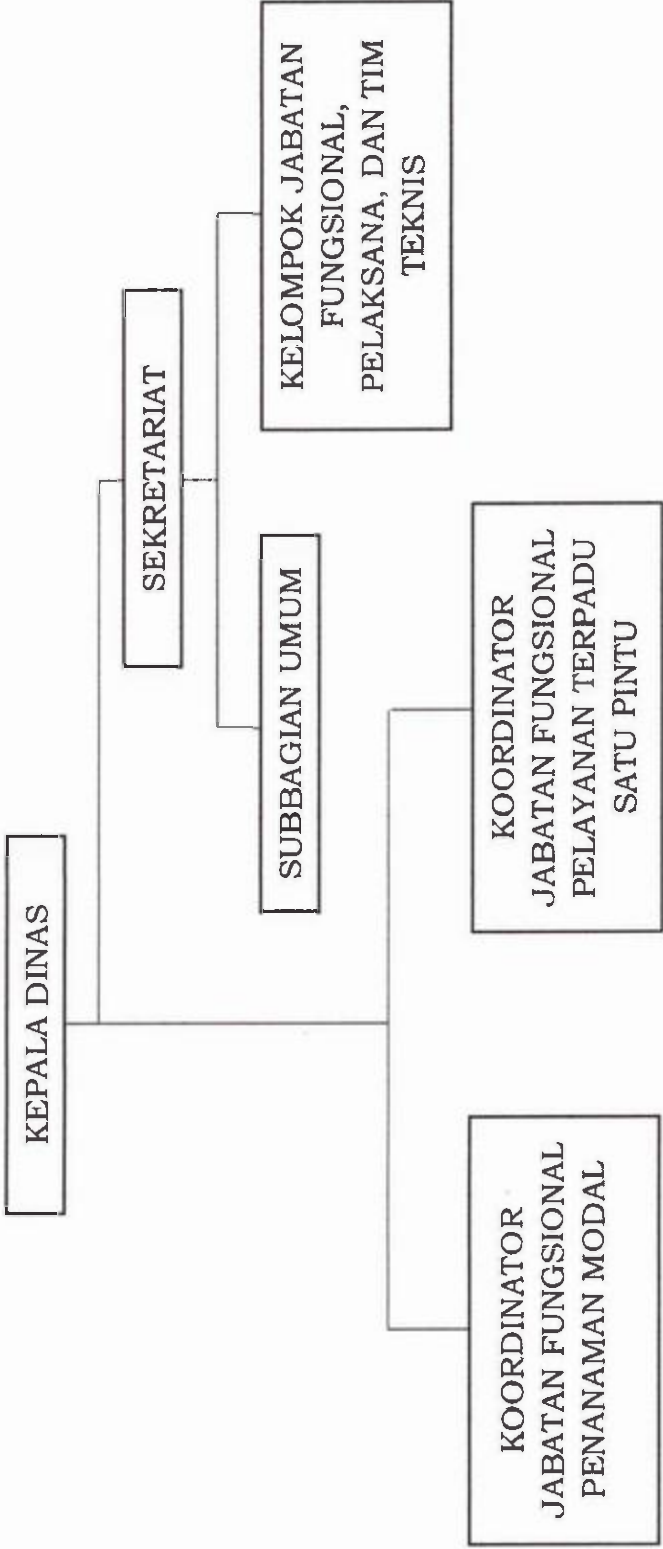 KEPALA DINAS
SEKRETARIAT
SUBBAGIAN UMUM
KELOMPOK JABATAN
FUNGSIONAL,
PELAKSANA, DAN TIM
TEKNIS
KOORDINATOR
JABATAN FUNGSIONAL
PENANAMAN MODAL
KOORDINATOR
JABATAN FUNGSIONAL
PELAYANAN TERPADU
SATU PINTU